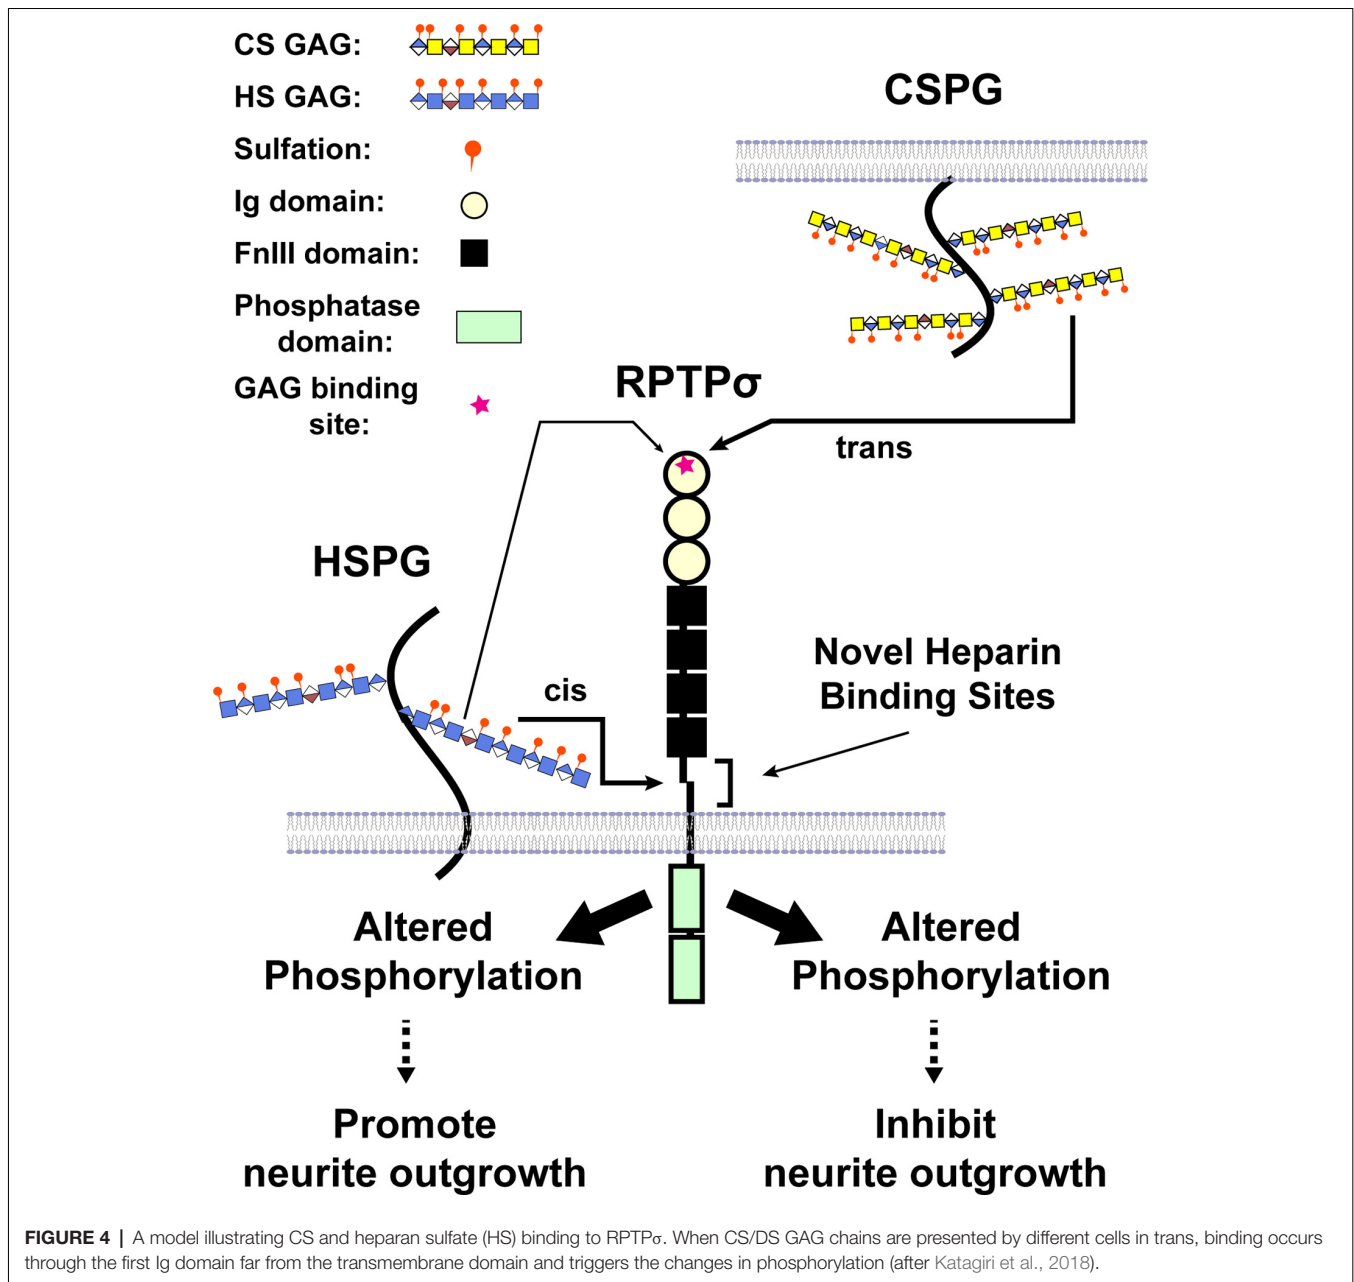 CS GAG:
HS GAG:
Sulfation:
Ig domain:
FnIII domain:
Phosphatase
domain:
GAG binding
site:
CSPG
RPTPσ
trans
HSPG
cis
Novel Heparin
Binding Sites
Altered
Phosphorylation
Altered
Phosphorylation
Promote
neurite outgrowth
Inhibit
neurite outgrowth
FIGURE 4 | A model illustrating CS and heparan sulfate (HS) binding to RPTPσ. When CS/DS GAG chains are presented by different cells in trans, binding occurs
through the first Ig domain far from the transmembrane domain and triggers the changes in phosphorylation (after Katagiri et al., 2018).